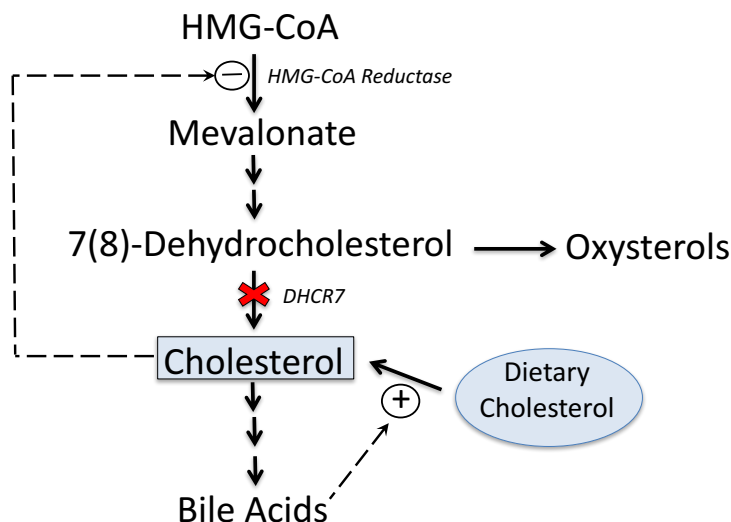 HMG-CoA
HMG-CoA Reductase
Mevalonate
7(8)-Dehydrocholesterol
Oxysterols
DHCR7
Cholesterol
Dietary
Cholesterol
+
Bile Acids